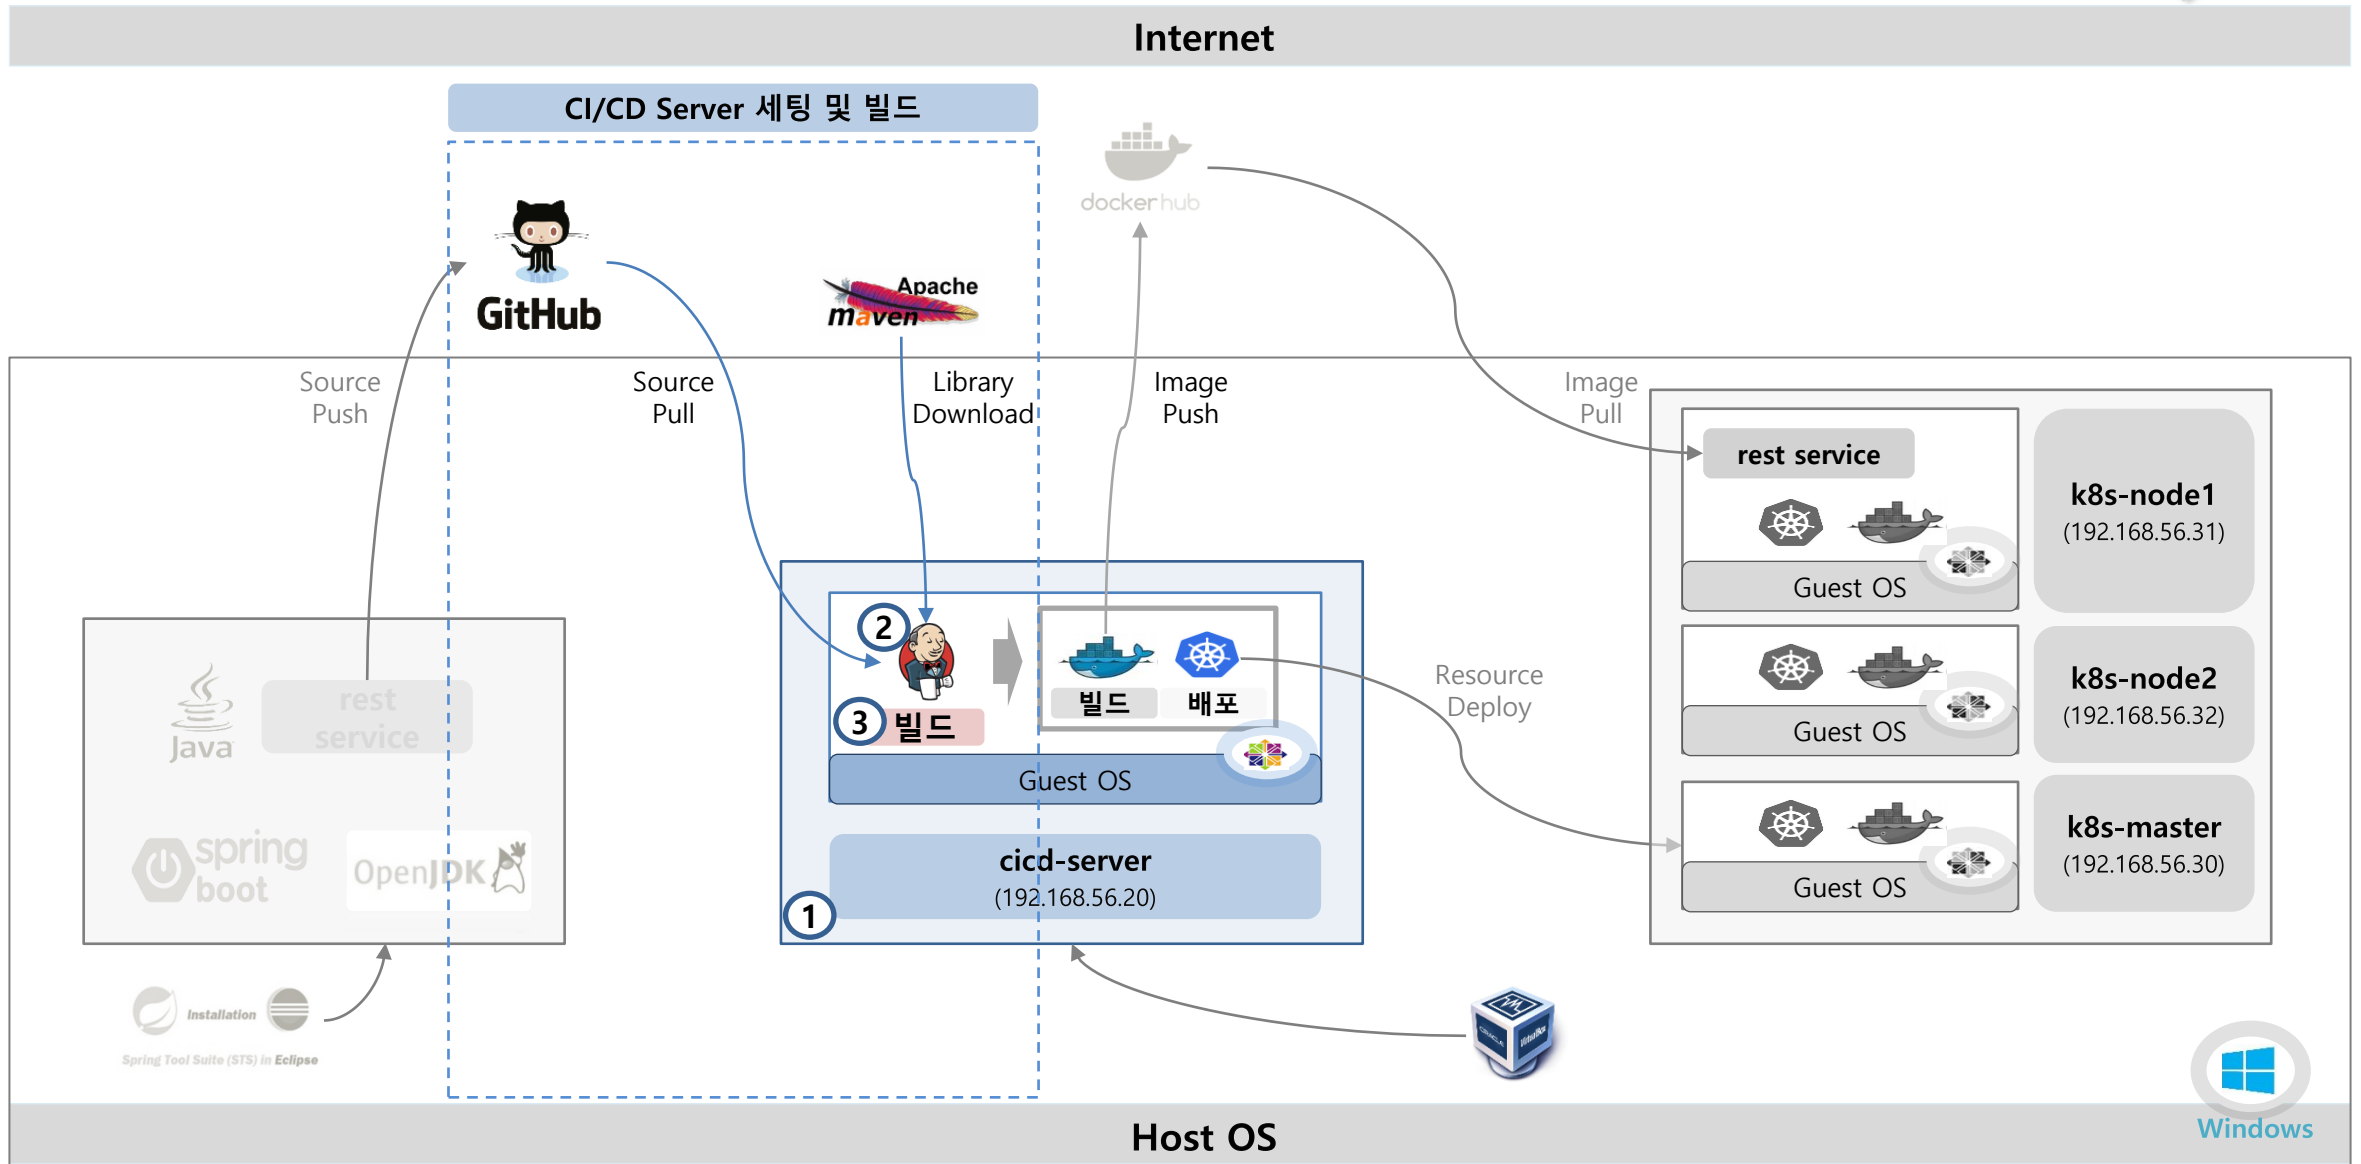 Internet
CI/CD Server 세팅 및 빌드
docker hub
GitHub
Apache
maven
Source
Push
Source
Pull
Library
Download
Image
Push
Image
Pull
rest service
k8s-node1
(192.168.56.31)
Guest OS
2
3
빌드
빌드
배포
Guest OS
cicd-server
(192.168.56.20)
1
Resource
Deploy
k8s-node2
(192.168.56.32)
Guest OS
k8s-master
(192.168.56.30)
Guest OS
Java
rest
service
spring
boot
OpenJDK
Installation
Spring Tool Suite (STS) in Eclipse
ORACLE
VirtualBox
Windows
Host OS